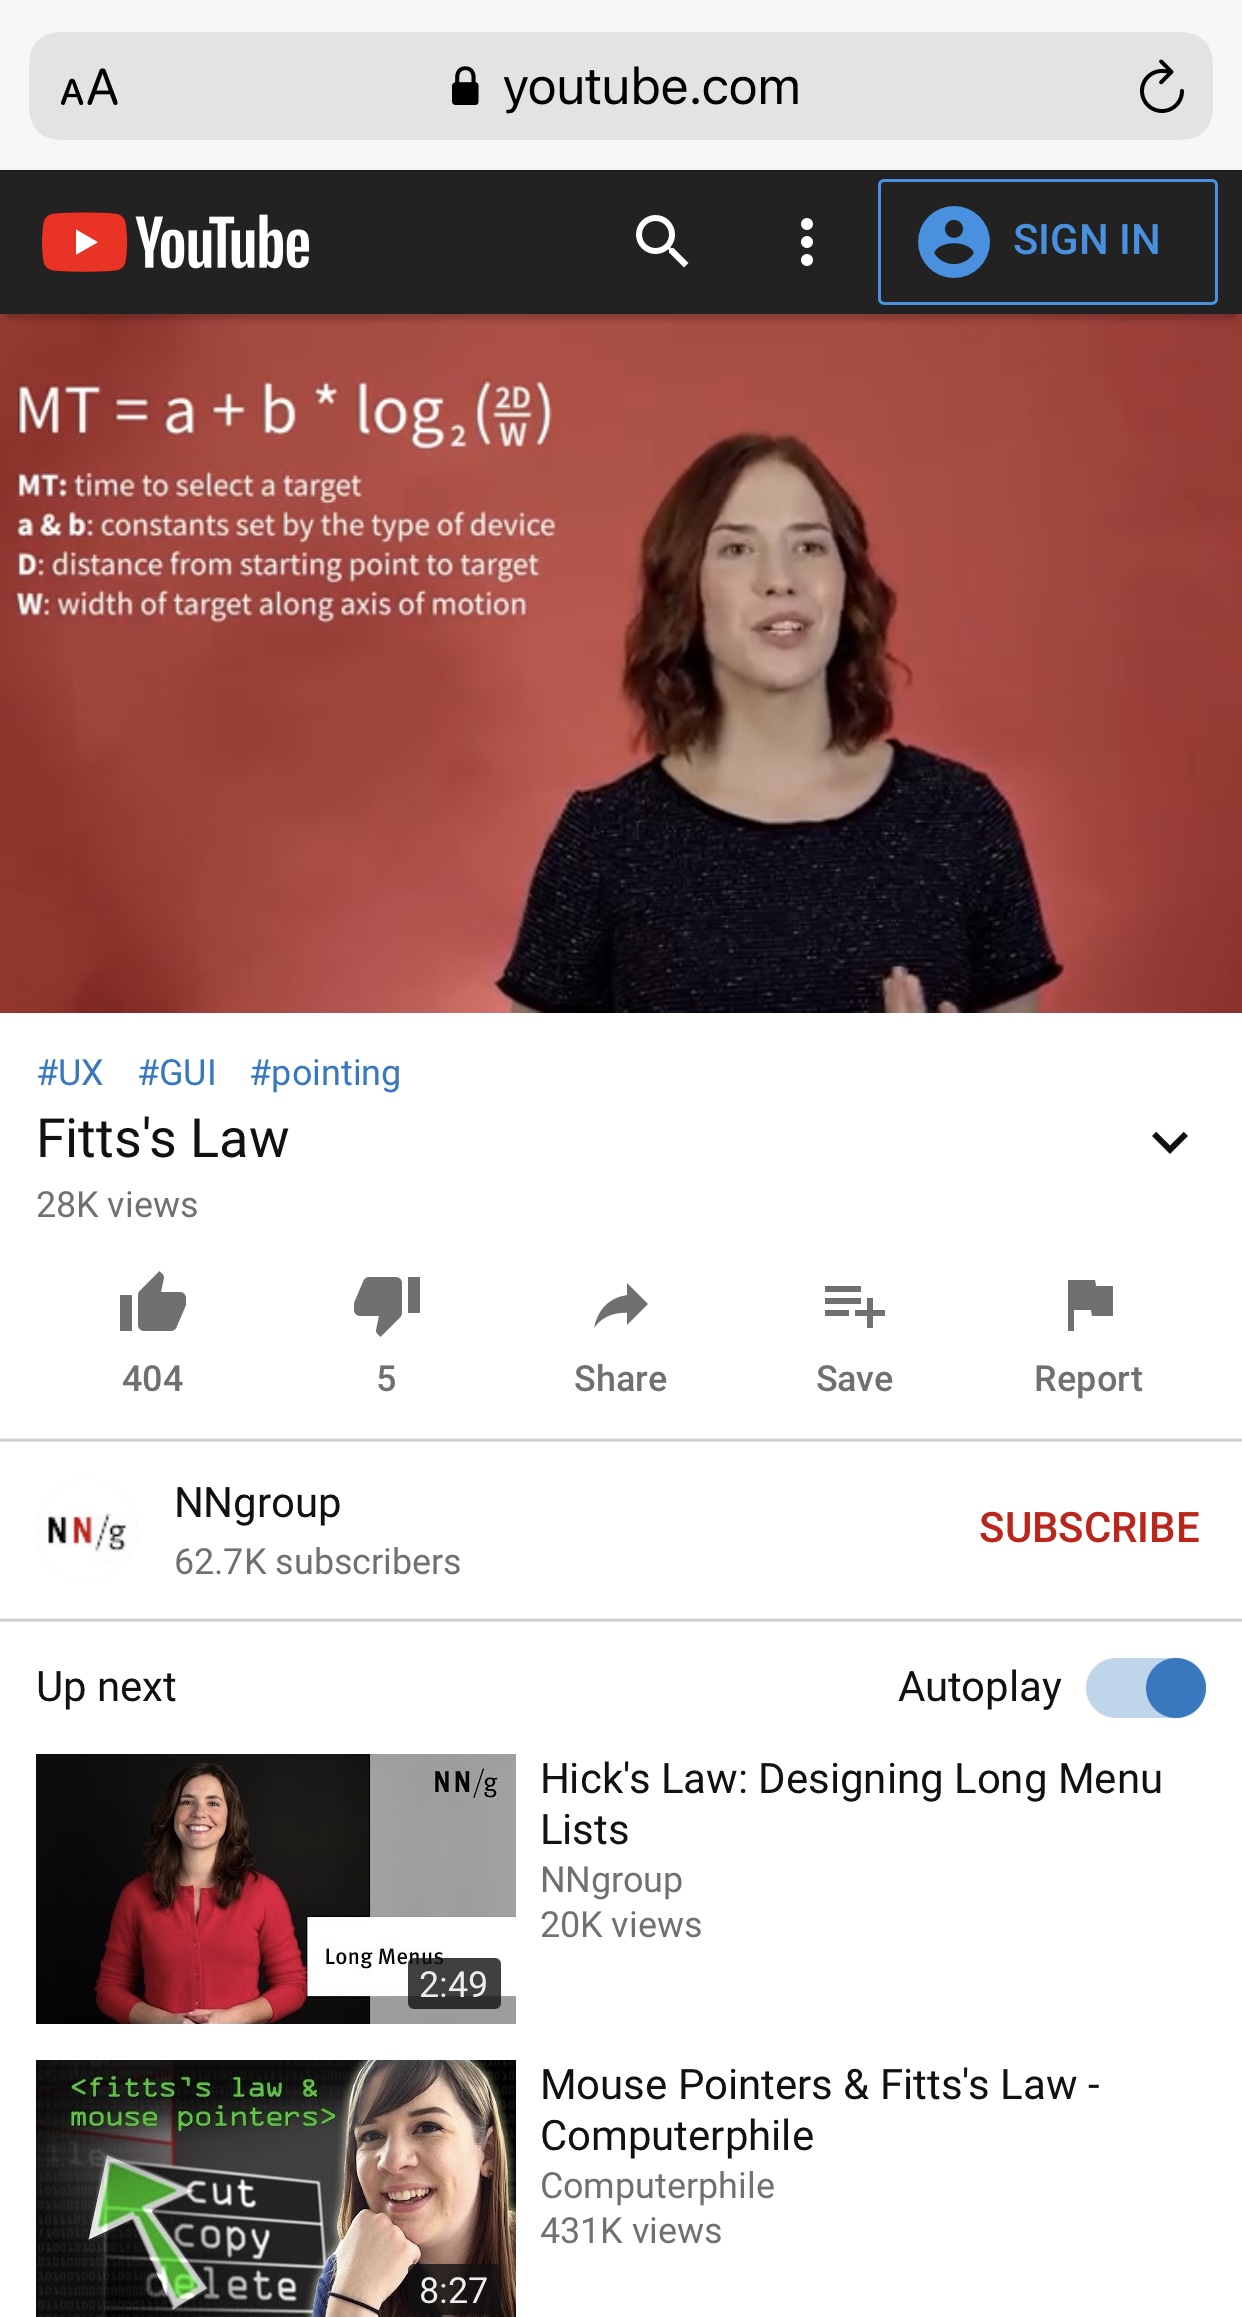 AA youtube.com
YouTube SIGN IN
MT = a + b * log₂(2D/W)
MT: time to select a target
a & b: constants set by the type of device
D: distance from starting point to target
W: width of target along axis of motion
#UX #GUI #pointing
Fitts's Law
28K views
404 5 Share Save Report
NN/g
NNgroup
62.7K subscribers
SUBSCRIBE
Up next Autoplay
NN/g
Long Menus
2:49
Hick's Law: Designing Long Menu
Lists
NNgroup
20K views
<fitts's law &
mouse pointers>
cut
copy
delete
8:27
Mouse Pointers & Fitts's Law -
Computerphile
Computerphile
431K views